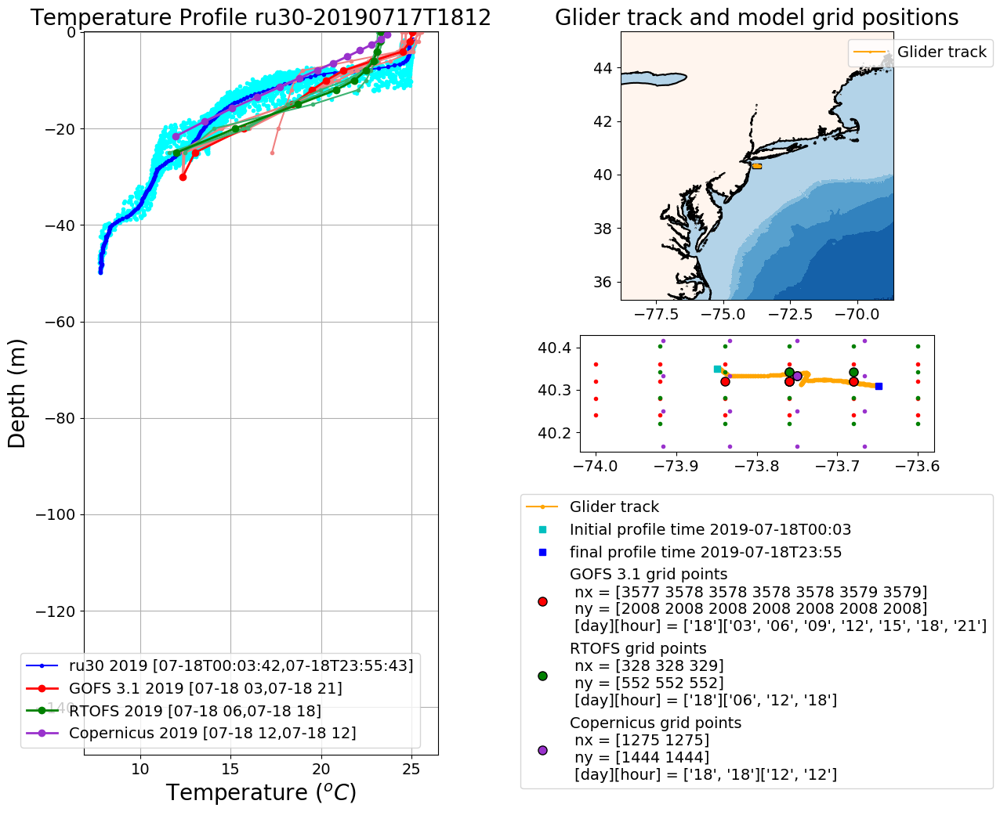 Temperature Profile ru30-20190717T1812
0
−20
−40
−60
−80
−100
−120
−140
10
15
20
25
Depth (m)
Temperature (°C)
ru30 2019 [07-18T00:03:42,07-18T23:55:43]
GOFS 3.1 2019 [07-18 03,07-18 21]
RTOFS 2019 [07-18 06,07-18 18]
Copernicus 2019 [07-18 12,07-18 12]
Glider track and model grid positions
Glider track
44
42
40
38
36
−77.5
−75.0
−72.5
−70.0
40.4
40.3
40.2
−74.0
−73.9
−73.8
−73.7
−73.6
Glider track
Initial profile time 2019-07-18T00:03
final profile time 2019-07-18T23:55
GOFS 3.1 grid points
nx = [3577 3578 3578 3578 3578 3579 3579]
ny = [2008 2008 2008 2008 2008 2008 2008]
[day][hour] = ['18']['03', '06', '09', '12', '15', '18', '21']
RTOFS grid points
nx = [328 328 329]
ny = [552 552 552]
[day][hour] = ['18']['06', '12', '18']
Copernicus grid points
nx = [1275 1275]
ny = [1444 1444]
[day][hour] = ['18', '18']['12', '12']